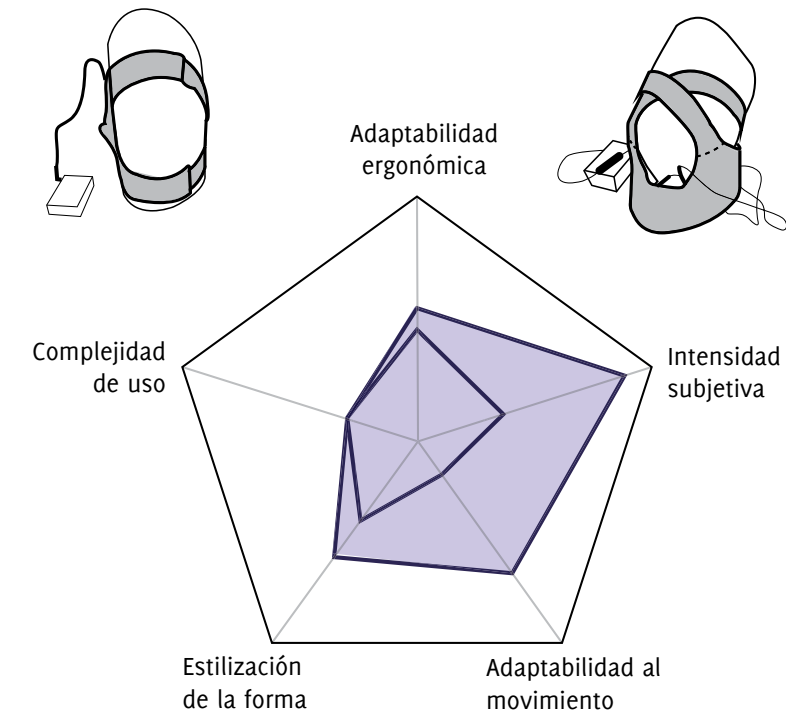 Adaptabilidad
ergonómica
Complejidad
de uso
Intensidad
subjetiva
Estilización
de la forma
Adaptabilidad al
movimiento